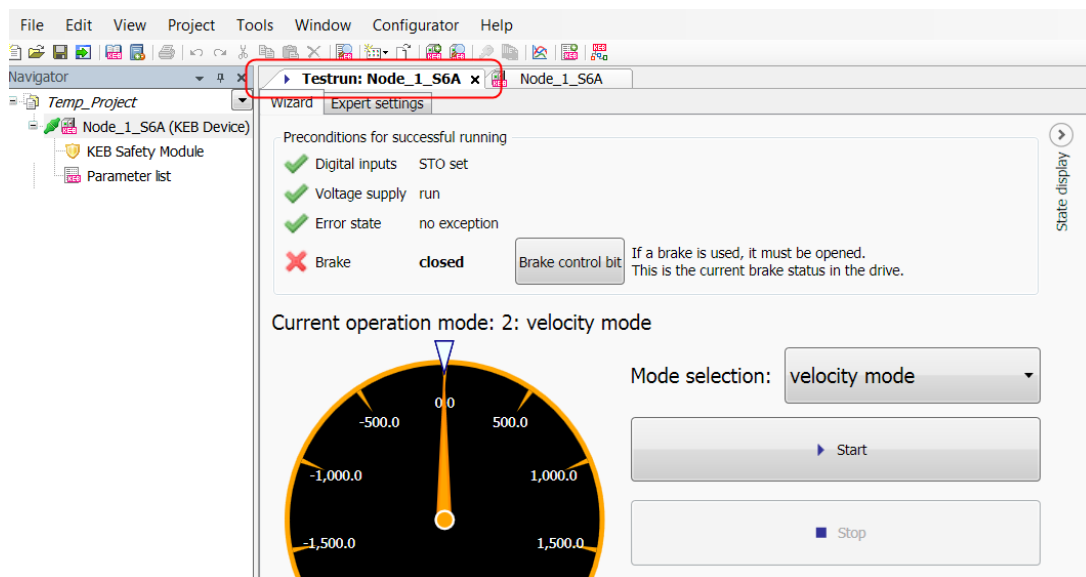 File Edit View Project Tools Window Configurator Help
Navigator
Testrun: Node_1_S6A x Node_1_S6A
Temp_Project
Wizard Expert settings
Node_1_S6A (KEB Device)
KEB Safety Module
Parameter list
Preconditions for successful running
Digital inputs STO set
Voltage supply run
Error state no exception
Brake closed Brake control bit
If a brake is used, it must be opened.
This is the current brake status in the drive.
State display
Current operation mode: 2: velocity mode
Mode selection: velocity mode
0.0
-500.0 500.0
-1,000.0 1,000.0
-1,500.0 1,500.0
Start
Stop